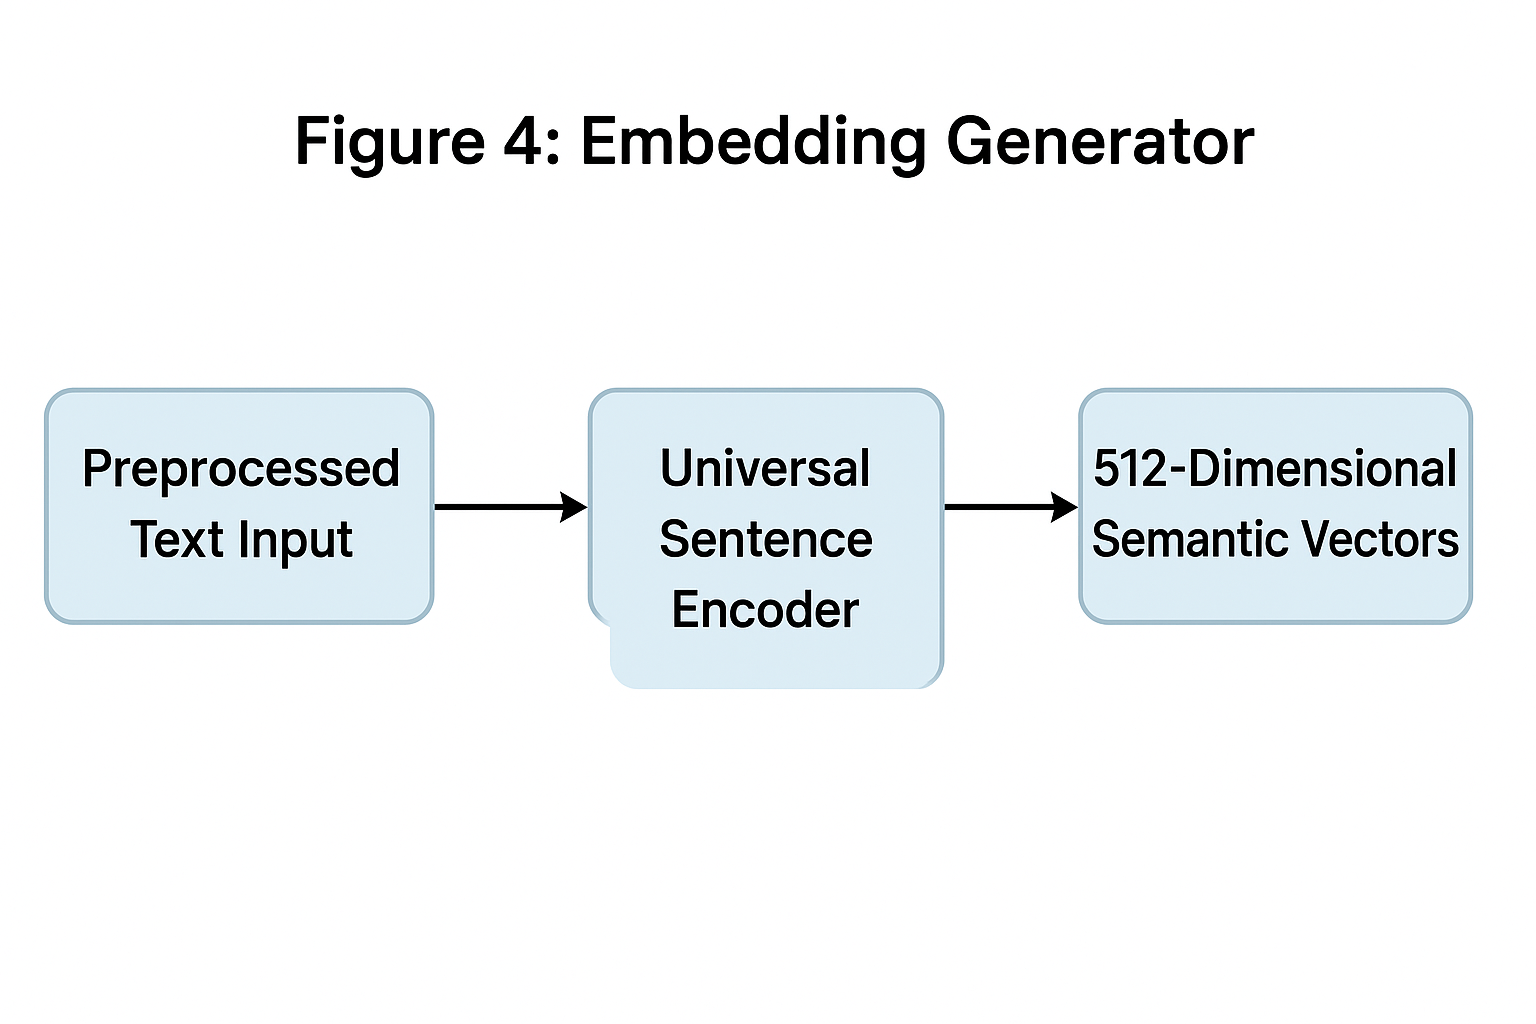 Figure 4: Embedding Generator
Preprocessed
Text Input
Universal
Sentence
Encoder
512-Dimensional
Semantic Vectors